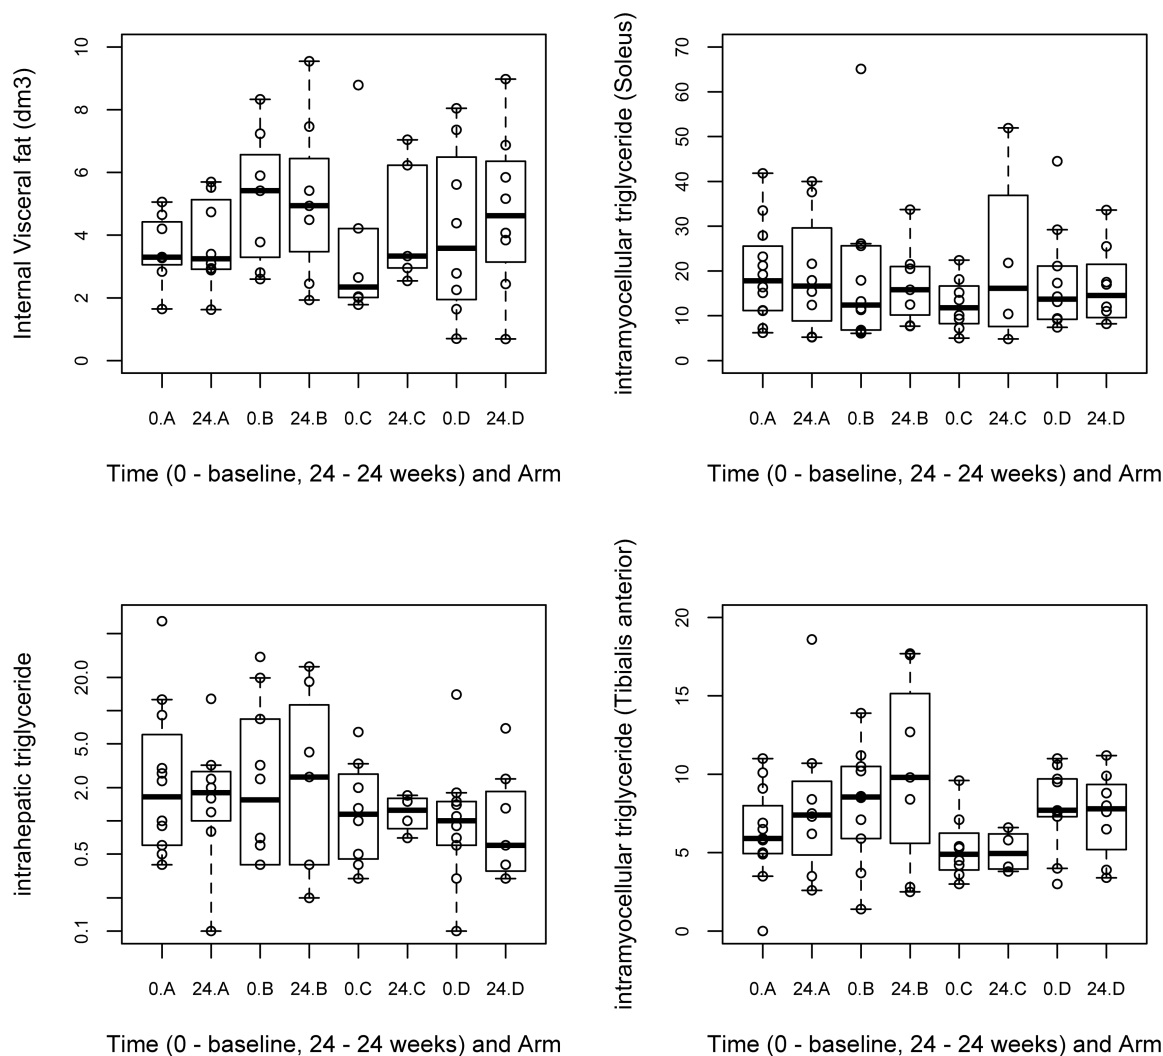 Internal Visceral fat (dm3)
10
8
6
4
2
0
0.A 24.A 0.B 24.B 0.C 24.C 0.D 24.D
Time (0 - baseline, 24 - 24 weeks) and Arm
intramyocellular triglyceride (Soleus)
70
60
50
40
30
20
10
0
0.A 24.A 0.B 24.B 0.C 24.C 0.D 24.D
Time (0 - baseline, 24 - 24 weeks) and Arm
intrahepatic triglyceride
20.0
5.0
2.0
0.5
0.1
0.A 24.A 0.B 24.B 0.C 24.C 0.D 24.D
Time (0 - baseline, 24 - 24 weeks) and Arm
intramyocellular triglyceride (Tibialis anterior)
20
15
10
5
0
0.A 24.A 0.B 24.B 0.C 24.C 0.D 24.D
Time (0 - baseline, 24 - 24 weeks) and Arm